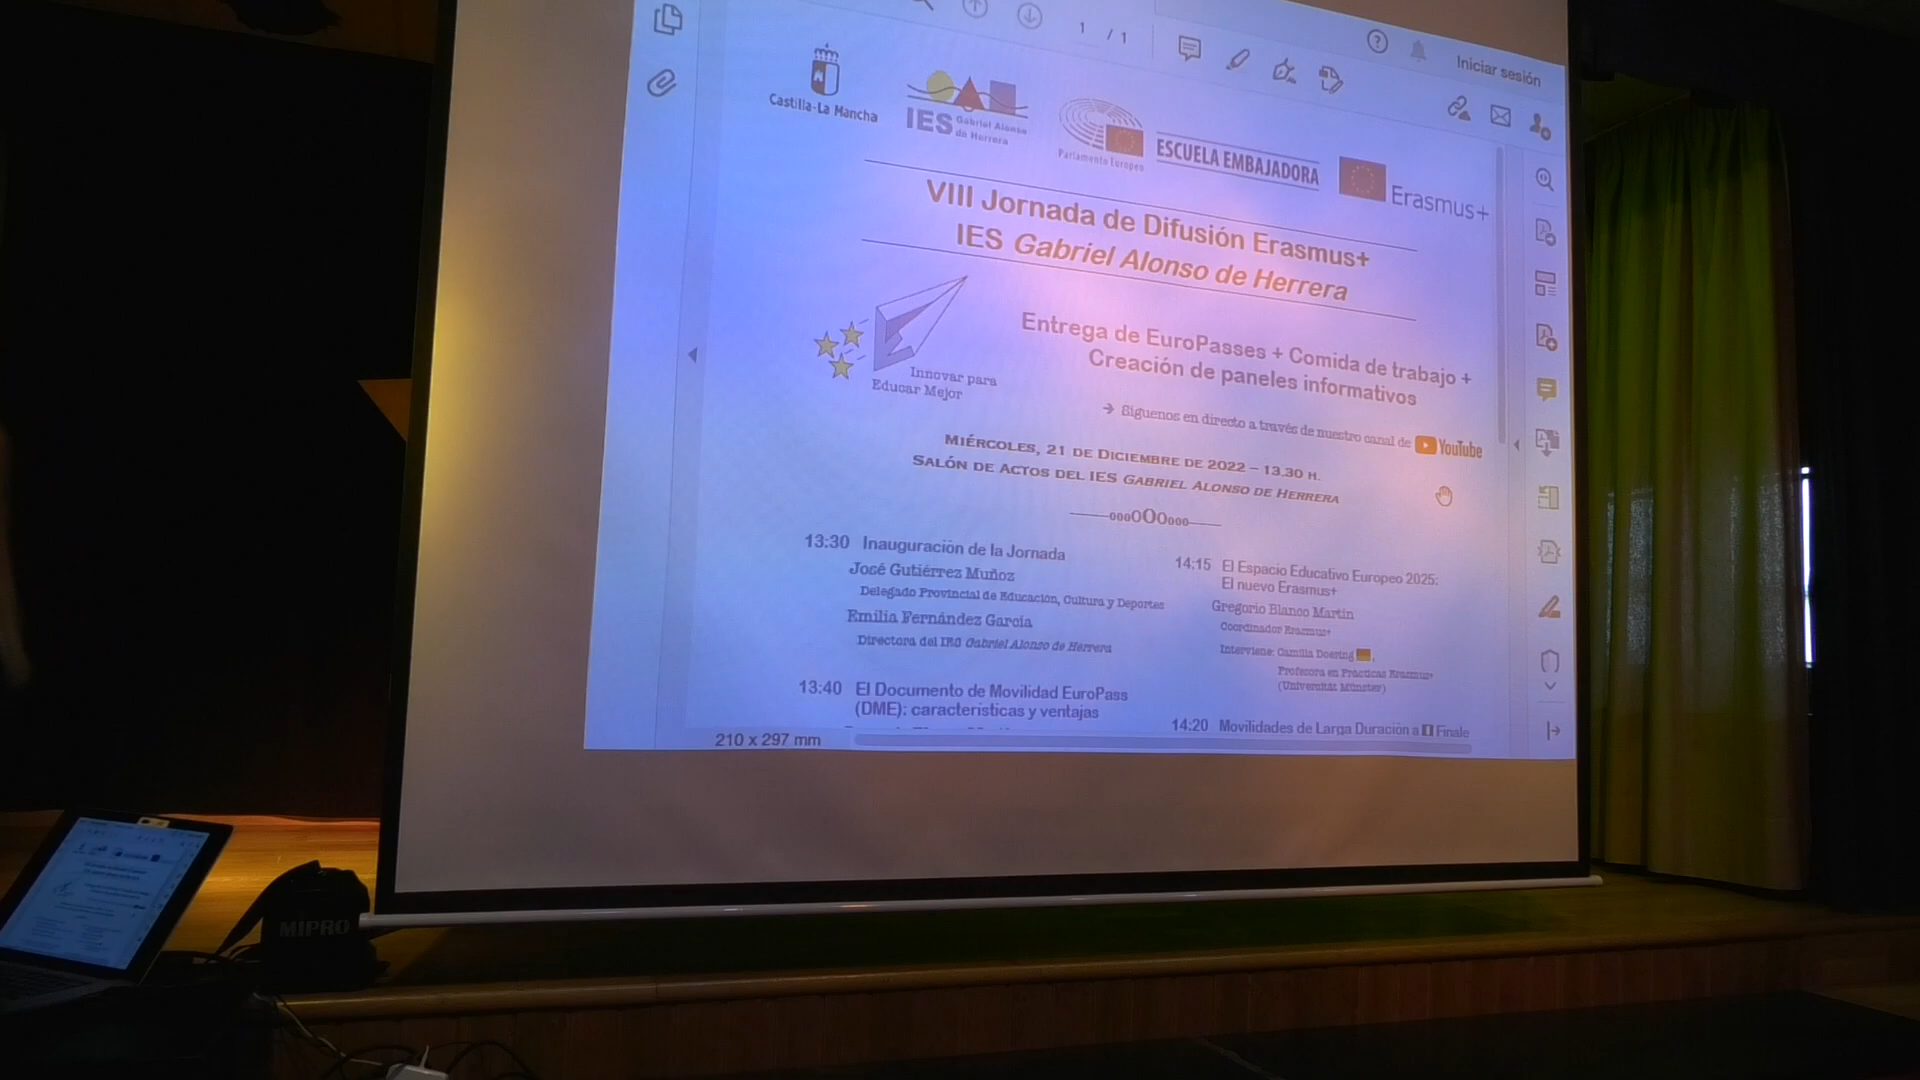 1 / 1
Iniciar sesión
Castilla-La Mancha
IES Gabriel Alonso
de Herrera
Parlamento Europeo
ESCUELA EMBAJADORA
Erasmus+
VIII Jornada de Difusión Erasmus+
IES Gabriel Alonso de Herrera
Innovar para
Educar Mejor
Entrega de EuroPasses + Comida de trabajo +
Creación de paneles informativos
→ Síguenos en directo a través de nuestro canal de YouTube
MIÉRCOLES, 21 DE DICIEMBRE DE 2022 – 13.30 H.
SALÓN DE ACTOS DEL IES GABRIEL ALONSO DE HERRERA
——oooOOOooo——
13:30 Inauguración de la Jornada
José Gutiérrez Muñoz
Delegado Provincial de Educación, Cultura y Deportes
Emilia Fernández García
Directora del IES Gabriel Alonso de Herrera
13:40 El Documento de Movilidad EuroPass
(DME): características y ventajas
14:15 El Espacio Educativo Europeo 2025:
El nuevo Erasmus+
Gregorio Blanco Martín
Coordinador Erasmus+
Interviene: Camilla Doering ,
Profesora en Prácticas Erasmus+
(Universität Münster)
14:20 Movilidades de Larga Duración a Finale
210 x 297 mm
MIPRO